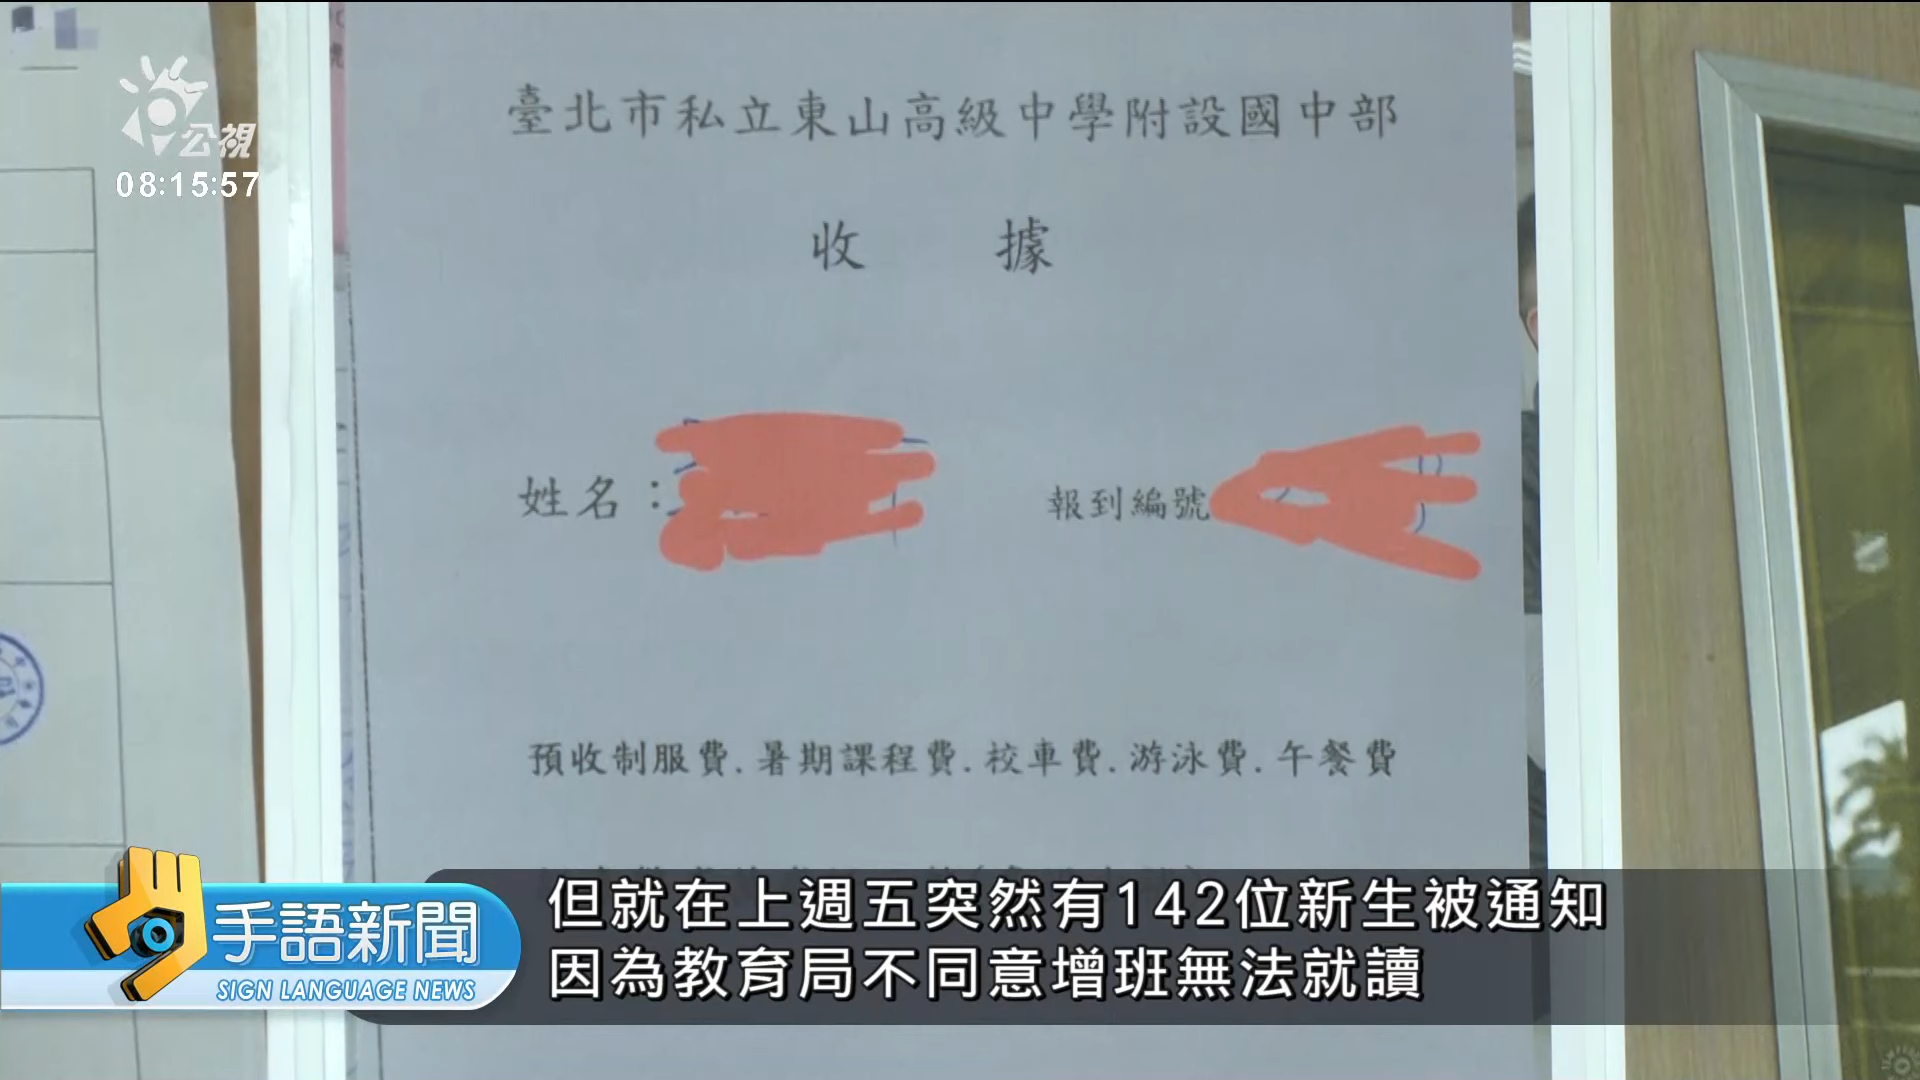 公視
08:15:57
臺北市私立東山高級中學附設國中部
收 據
姓名：
報到編號
預收制服費.暑期課程費.校車費.游泳費.午餐費
但就在上週五突然有142位新生被通知
因為教育局不同意增班無法就讀
手語新聞
SIGN LANGUAGE NEWS